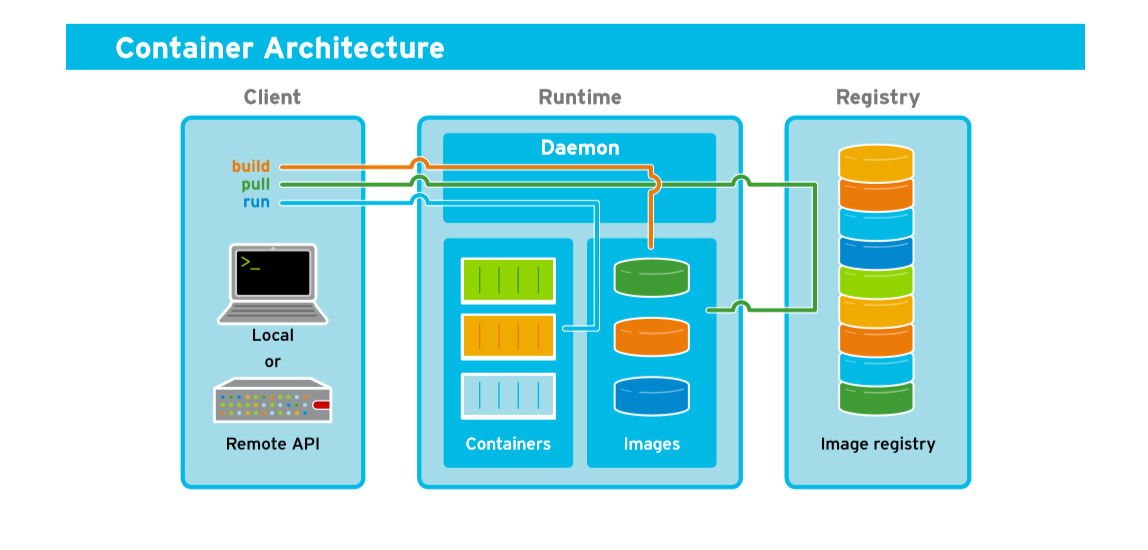 Container Architecture
Client
Runtime
Registry
Daemon
build
pull
run
>_
Local
or
Remote API
Containers
Images
Image registry